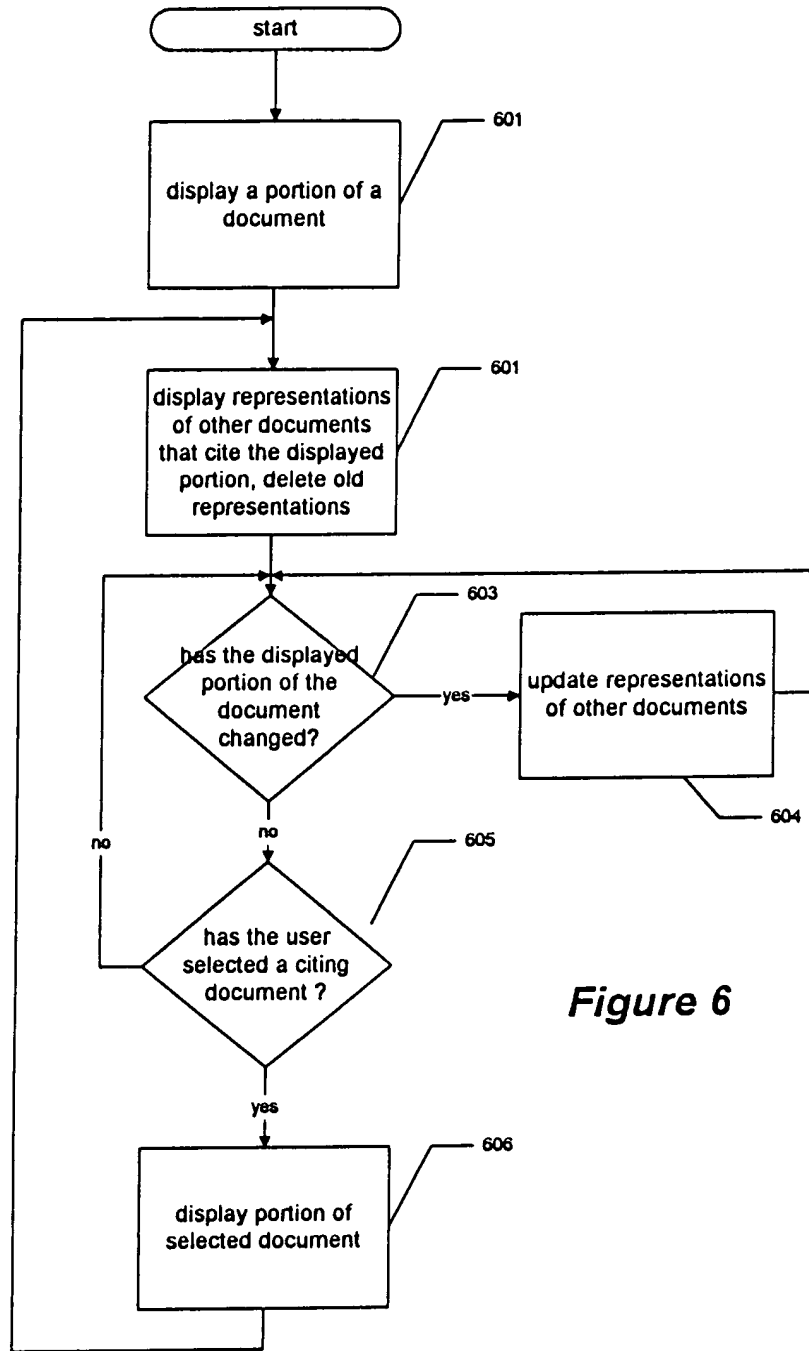 start
601
display a portion of a
document
601
display representations
of other documents
that cite the displayed
portion, delete old
representations
603
has the displayed
portion of the
document
changed?
yes
update representations
of other documents
604
no
no
605
has the user
selected a citing
document ?
Figure 6
yes
606
display portion of
selected document